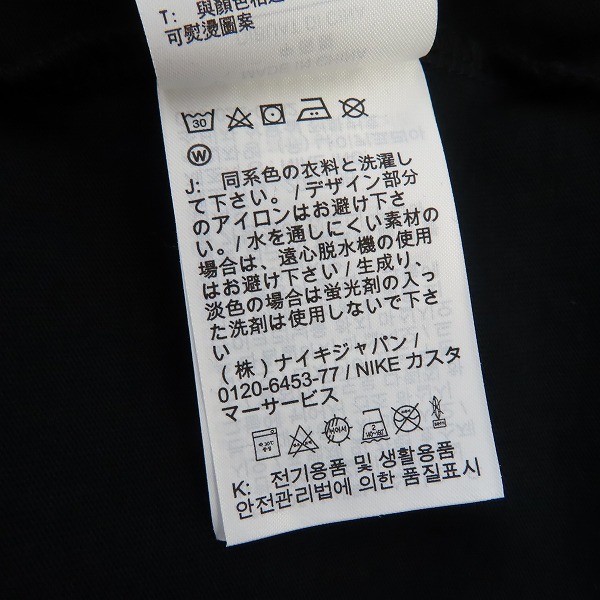 T: 與顏色相近
可熨燙圖案
30
W
J: 同系色の衣料と洗濯し
て下さい。/ デザイン部分
のアイロンはお避け下さ
い。/ 水を通しにくい素材の
場合は、遠心脱水機の使用
はお避け下さい / 生成り、
淡色の場合は蛍光剤の入っ
た洗剤は使用しないで下さ
い
(株) ナイキジャパン /
0120-6453-77 / NIKE カスタ
マーサービス
K: 전기용품 및 생활용품
안전관리법에 의한 품질표시